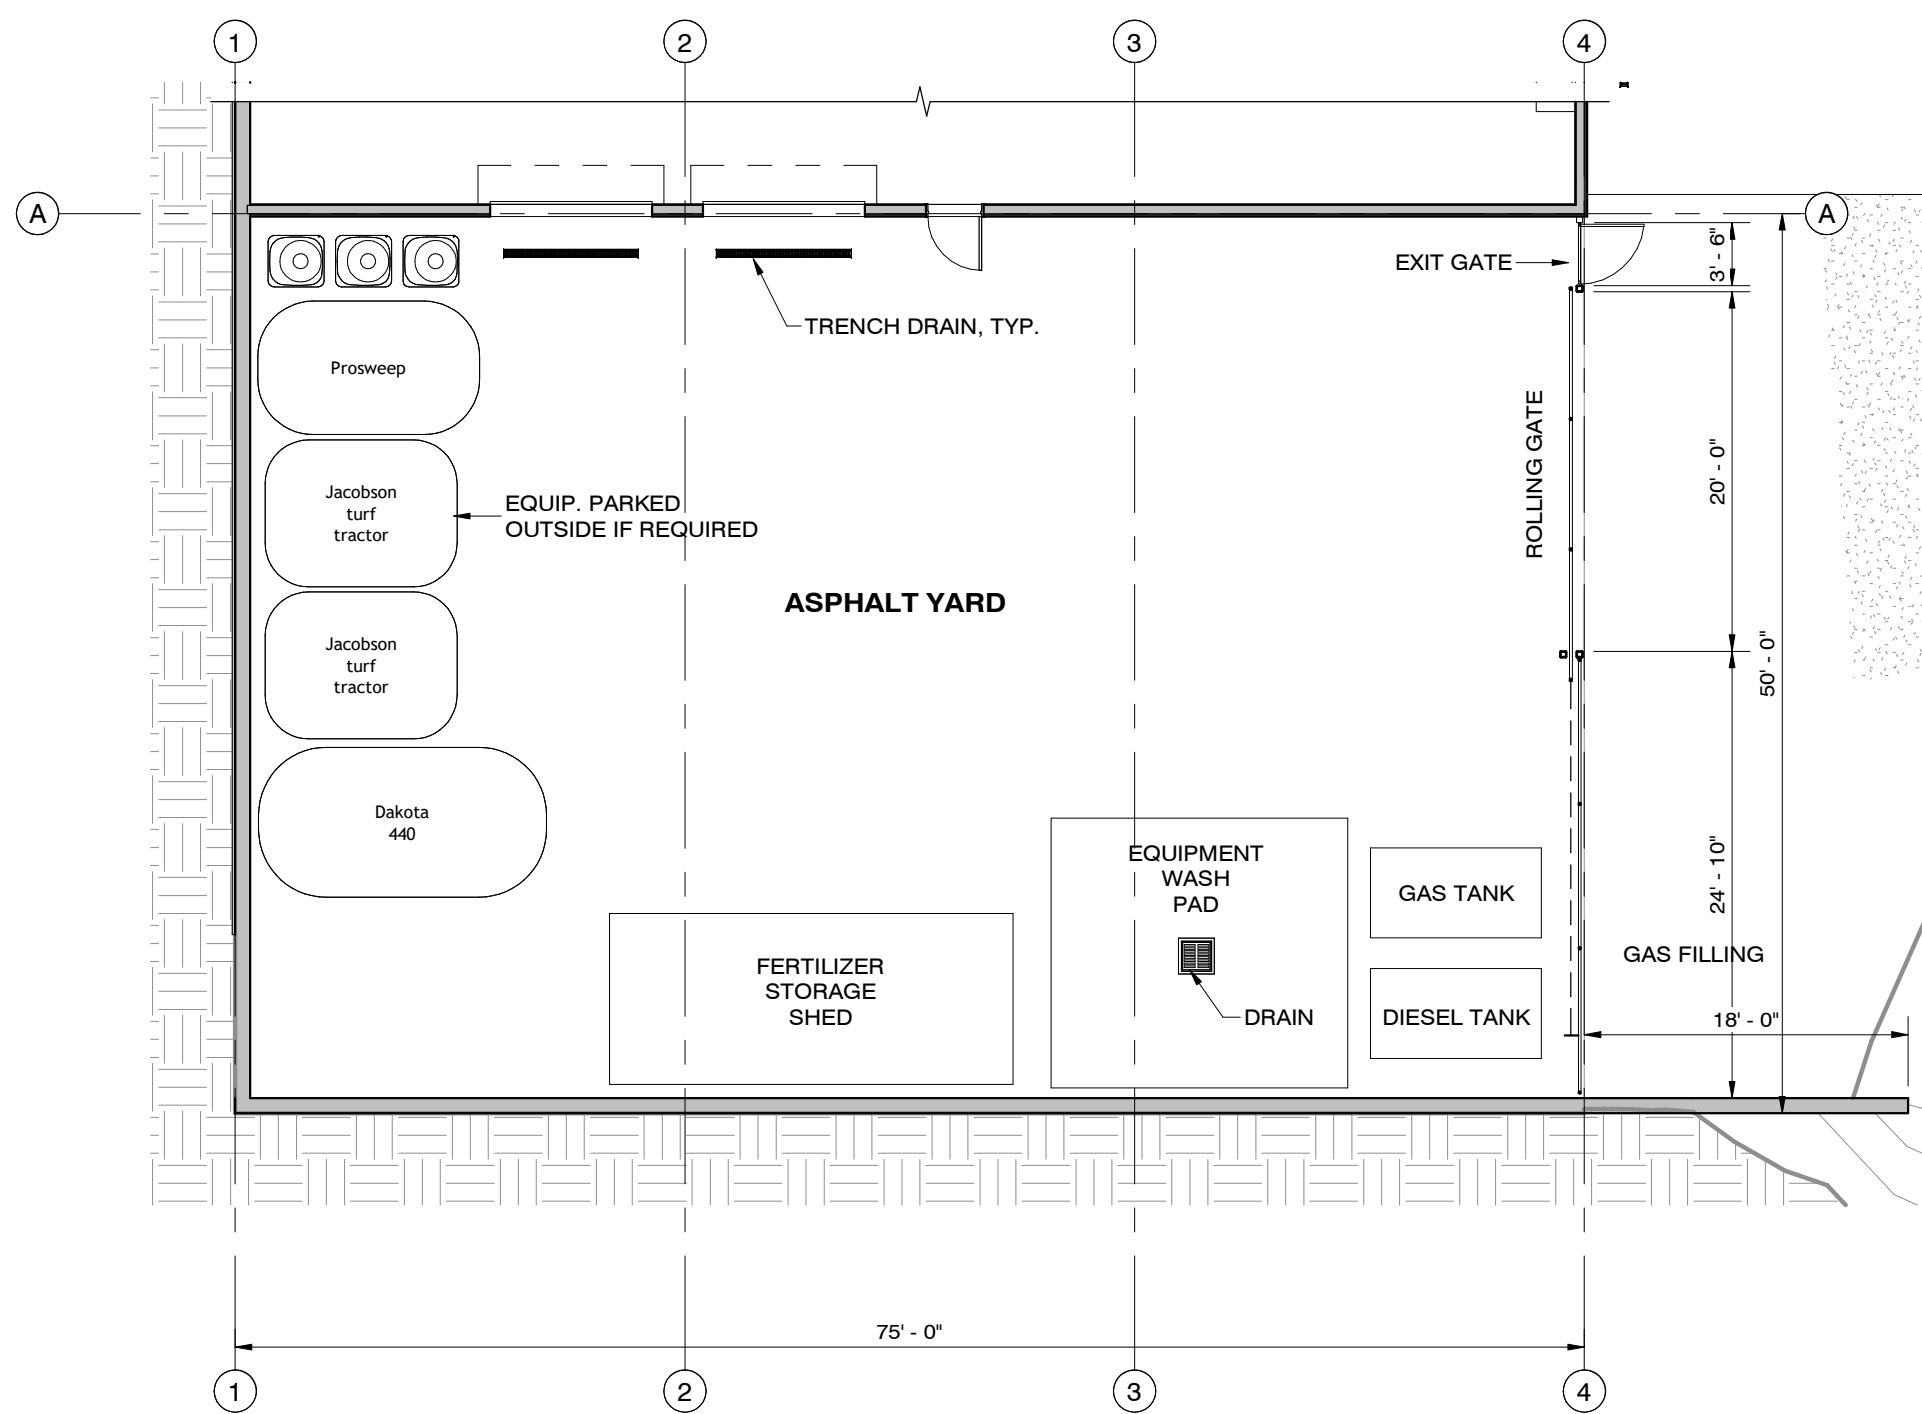 1
2
3
4
A
A
EXIT GATE
3' - 6"
TRENCH DRAIN, TYP.
Prosweep
ROLLING GATE
20' - 0"
Jacobson
turf
tractor
EQUIP. PARKED
OUTSIDE IF REQUIRED
ASPHALT YARD
Jacobson
turf
tractor
50' - 0"
Dakota
440
EQUIPMENT
WASH
PAD
GAS TANK
24' - 10"
GAS FILLING
FERTILIZER
STORAGE
SHED
DRAIN
DIESEL TANK
18' - 0"
75' - 0"
1
2
3
4